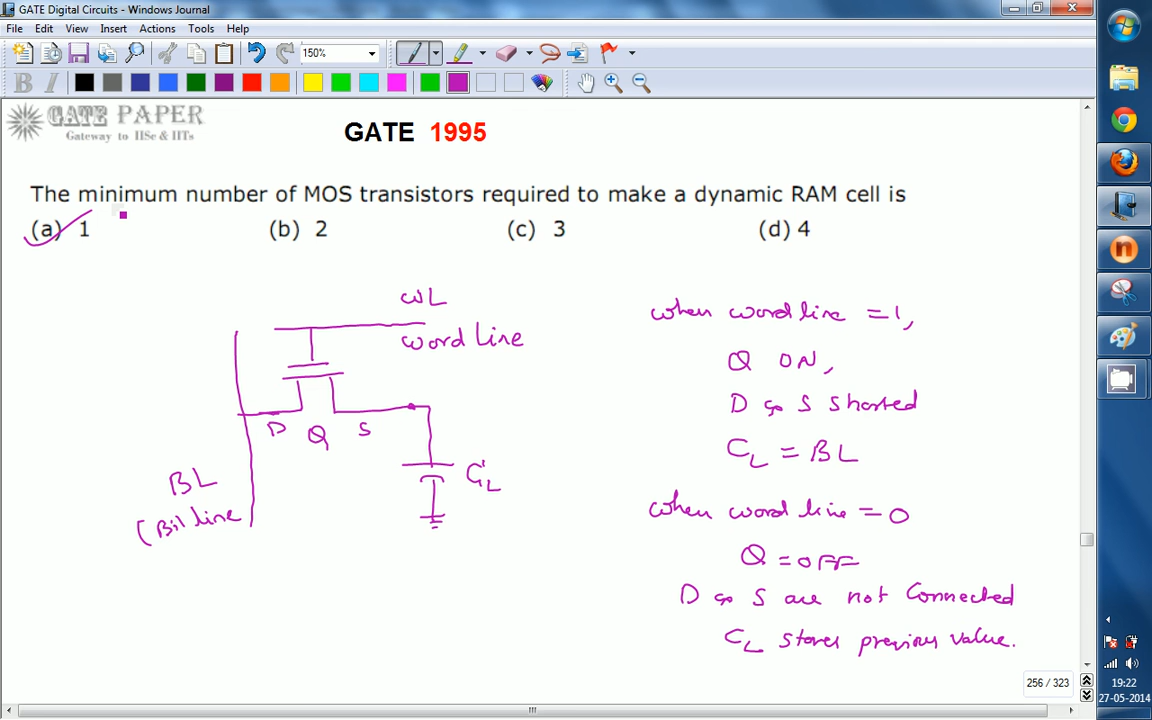 GATE Digital Circuits - Windows Journal
File Edit View Insert Actions Tools Help
150%
B I
GATE PAPER
Gateway to IISc & IITs
GATE 1995
The minimum number of MOS transistors required to make a dynamic RAM cell is
(a) 1 (b) 2 (c) 3 (d) 4
WL
word Line
D Q S
CL
BL
(Bit line
when word line = 1,
Q ON,
D & S shorted
CL = BL
when word line = 0
Q = OFF
D & S are not Connected
CL stores previous value.
256 / 323
19:22
27-05-2014